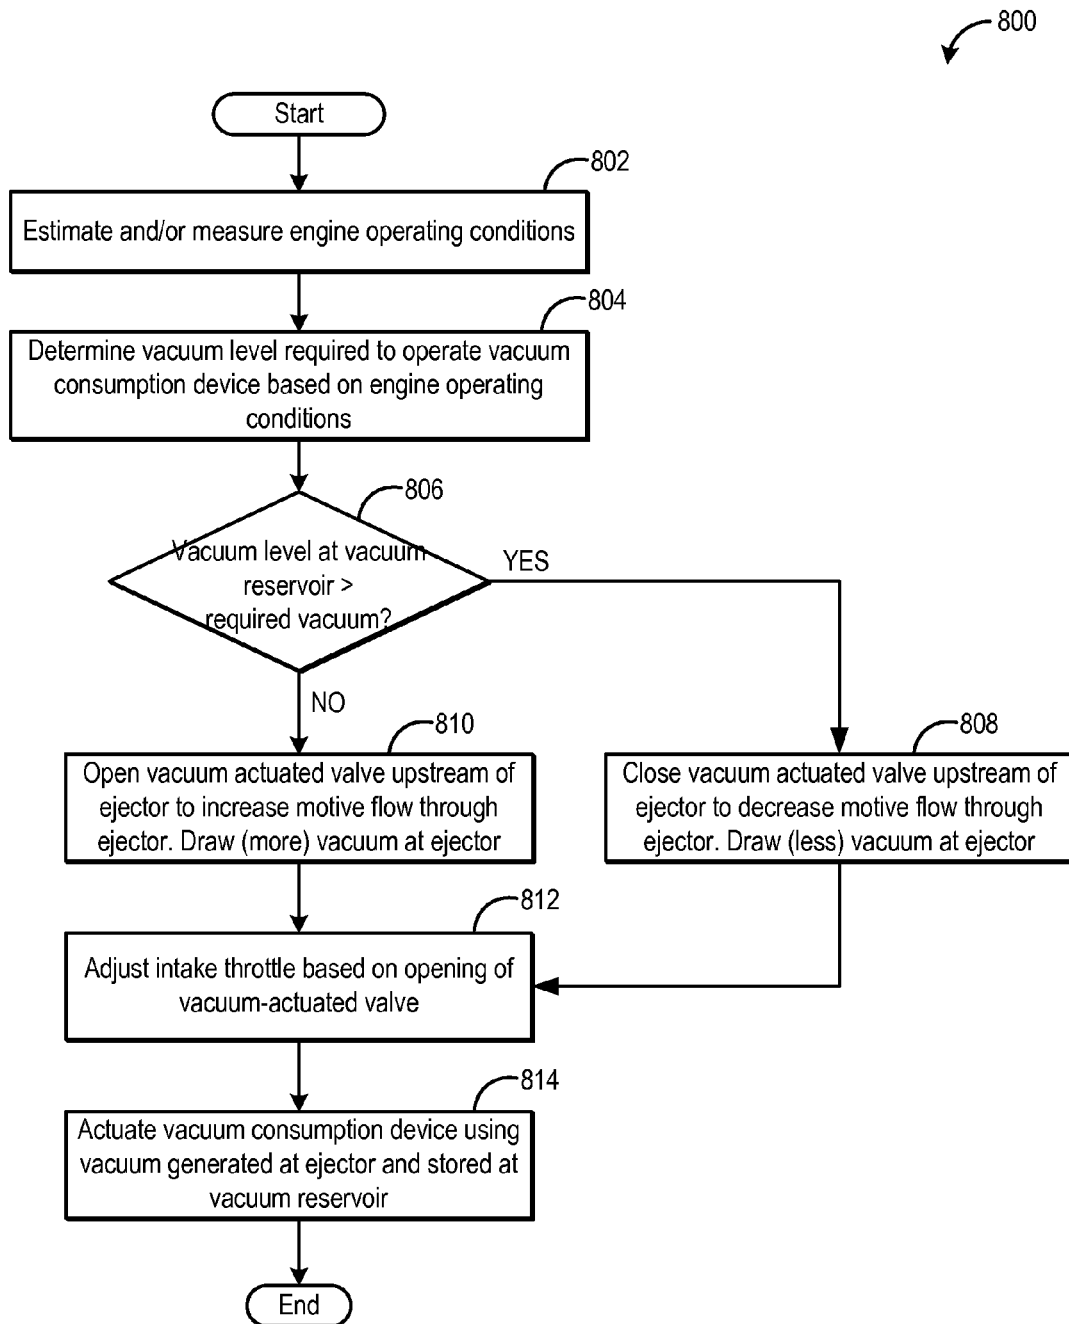 800
Start
802
Estimate and/or measure engine operating conditions
804
Determine vacuum level required to operate vacuum
consumption device based on engine operating
conditions
806
Vacuum level at vacuum
reservoir >
required vacuum?
YES
NO
810
Open vacuum actuated valve upstream of
ejector to increase motive flow through
ejector. Draw (more) vacuum at ejector
808
Close vacuum actuated valve upstream of
ejector to decrease motive flow through
ejector. Draw (less) vacuum at ejector
812
Adjust intake throttle based on opening of
vacuum-actuated valve
814
Actuate vacuum consumption device using
vacuum generated at ejector and stored at
vacuum reservoir
End